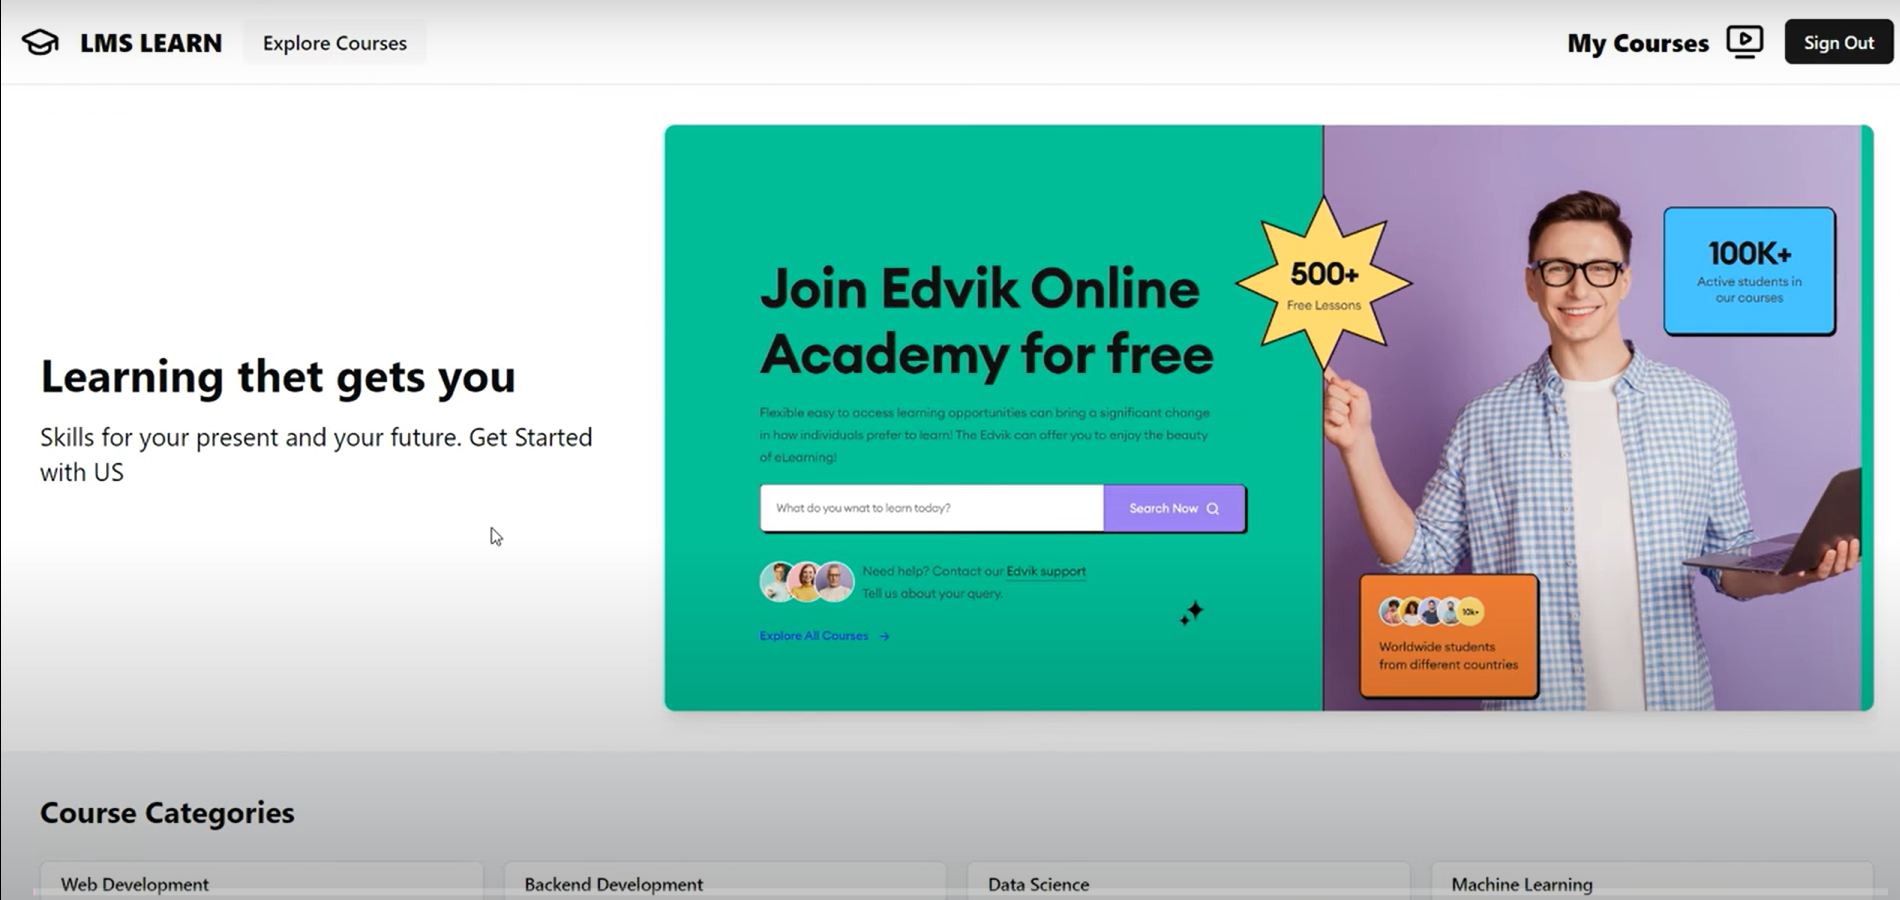 LMS LEARN
Explore Courses
My Courses
Sign Out
Learning thet gets you
Skills for your present and your future. Get Started
with US
Join Edvik Online
Academy for free
Flexible easy to access learning opportunities can bring a significant change
in how individuals prefer to learn! The Edvik can offer you to enjoy the beauty
of eLearning!
What do you wnat to learn today?
Search Now
Need help? Contact our Edvik support
Tell us about your query.
Explore All Courses
500+
Free Lessons
100K+
Active students in
our courses
10k+
Worldwide students
from different countries
Course Categories
Web Development
Backend Development
Data Science
Machine Learning